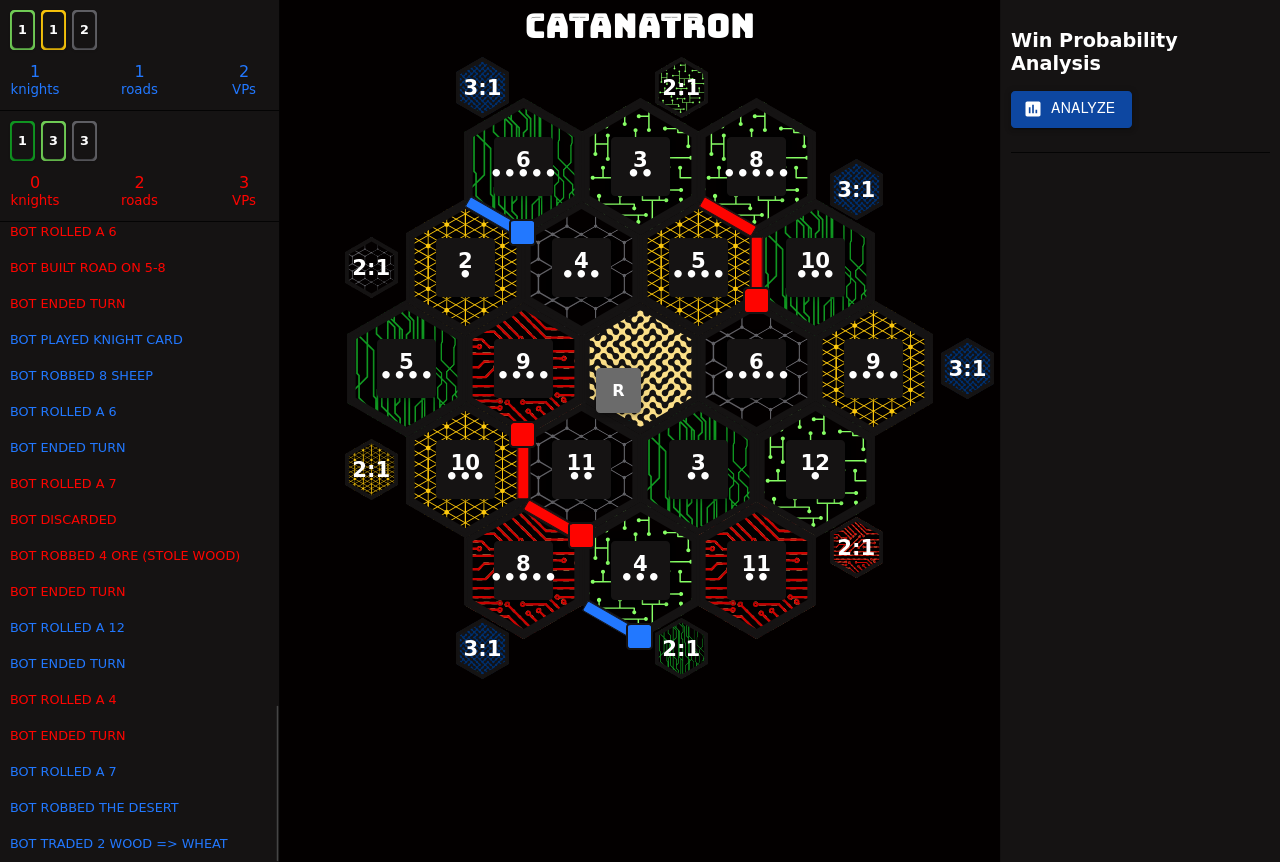 1 1 2
1 1 2
knights roads VPs
1 3 3
0 2 3
knights roads VPs
BOT ROLLED A 6
BOT BUILT ROAD ON 5-8
BOT ENDED TURN
BOT PLAYED KNIGHT CARD
BOT ROBBED 8 SHEEP
BOT ROLLED A 6
BOT ENDED TURN
BOT ROLLED A 7
BOT DISCARDED
BOT ROBBED 4 ORE (STOLE WOOD)
BOT ENDED TURN
BOT ROLLED A 12
BOT ENDED TURN
BOT ROLLED A 4
BOT ENDED TURN
BOT ROLLED A 7
BOT ROBBED THE DESERT
BOT TRADED 2 WOOD => WHEAT
CATANATRON
3:1 2:1
6 3 8
3:1
2:1 2 4 5 10
5 9 6 9 3:1
R
2:1 10 11 3 12
2:1
8 4 11
3:1 2:1
Win Probability
Analysis
ANALYZE